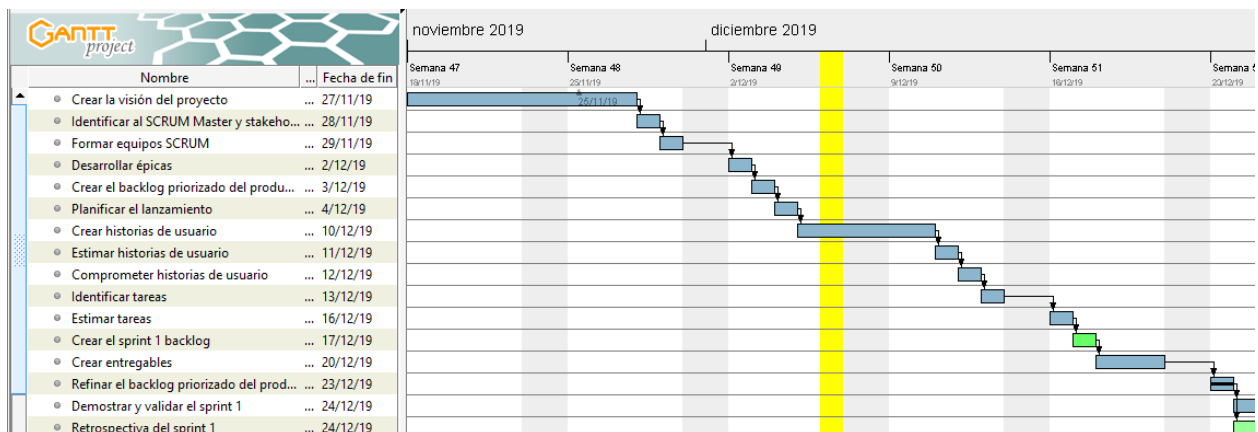 GANTT
project
noviembre 2019
diciembre 2019
Nombre
...
Fecha de fin
Semana 47
18/11/19
Semana 48
25/11/19
Semana 49
2/12/19
Semana 50
9/12/19
Semana 51
16/12/19
Semana
23/12/19
Crear la visión del proyecto ... 27/11/19
25/11/19
Identificar al SCRUM Master y stakeho... ... 28/11/19
Formar equipos SCRUM ... 29/11/19
Desarrollar épicas ... 2/12/19
Crear el backlog priorizado del produ... ... 3/12/19
Planificar el lanzamiento ... 4/12/19
Crear historias de usuario ... 10/12/19
Estimar historias de usuario ... 11/12/19
Comprometer historias de usuario ... 12/12/19
Identificar tareas ... 13/12/19
Estimar tareas ... 16/12/19
Crear el sprint 1 backlog ... 17/12/19
Crear entregables ... 20/12/19
Refinar el backlog priorizado del prod... ... 23/12/19
Demostrar y validar el sprint 1 ... 24/12/19
Retrospectiva del sprint 1 ... 24/12/19